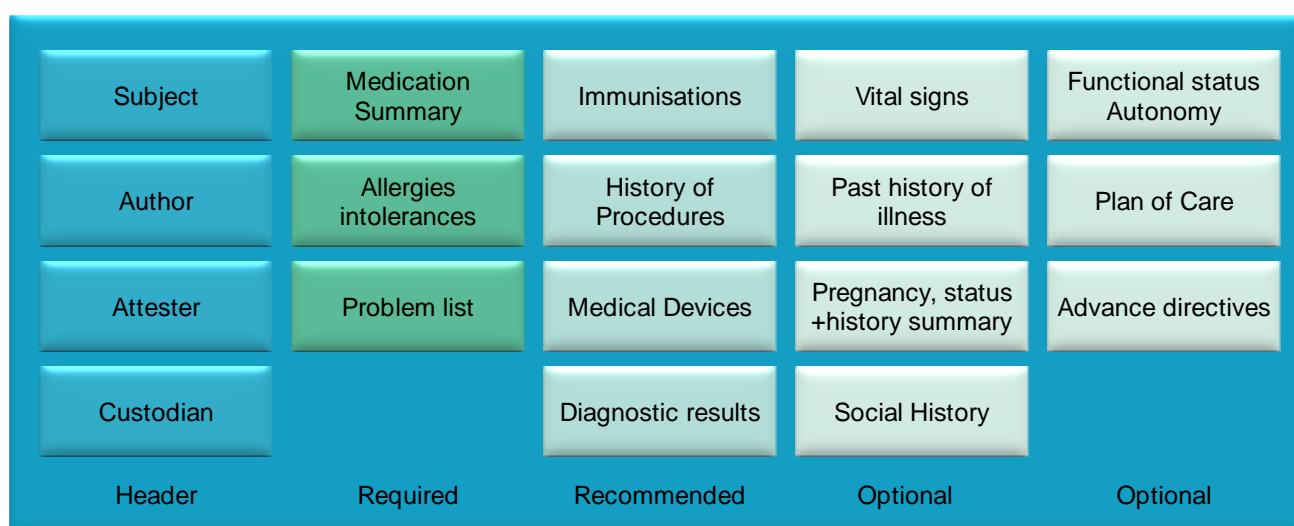 Subject
Medication
Summary
Immunisations
Vital signs
Functional status
Autonomy
Author
Allergies
intolerances
History of
Procedures
Past history of
illness
Plan of Care
Attester
Problem list
Medical Devices
Pregnancy, status
+history summary
Advance directives
Custodian
Diagnostic results
Social History
Header
Required
Recommended
Optional
Optional